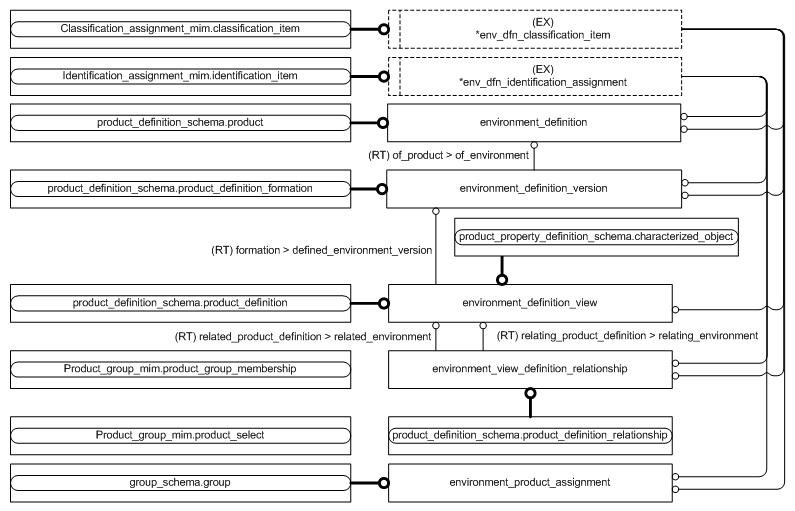 Classification_assignment_mim.classification_item
(EX)
*env_dfn_classification_item
Identification_assignment_mim.identification_item
(EX)
*env_dfn_identification_assignment
product_definition_schema.product
environment_definition
(RT) of_product > of_environment
product_definition_schema.product_definition_formation
environment_definition_version
product_property_definition_schema.characterized_object
(RT) formation > defined_environment_version
product_definition_schema.product_definition
environment_definition_view
(RT) related_product_definition > related_environment
(RT) relating_product_definition > relating_environment
Product_group_mim.product_group_membership
environment_view_definition_relationship
Product_group_mim.product_select
product_definition_schema.product_definition_relationship
group_schema.group
environment_product_assignment